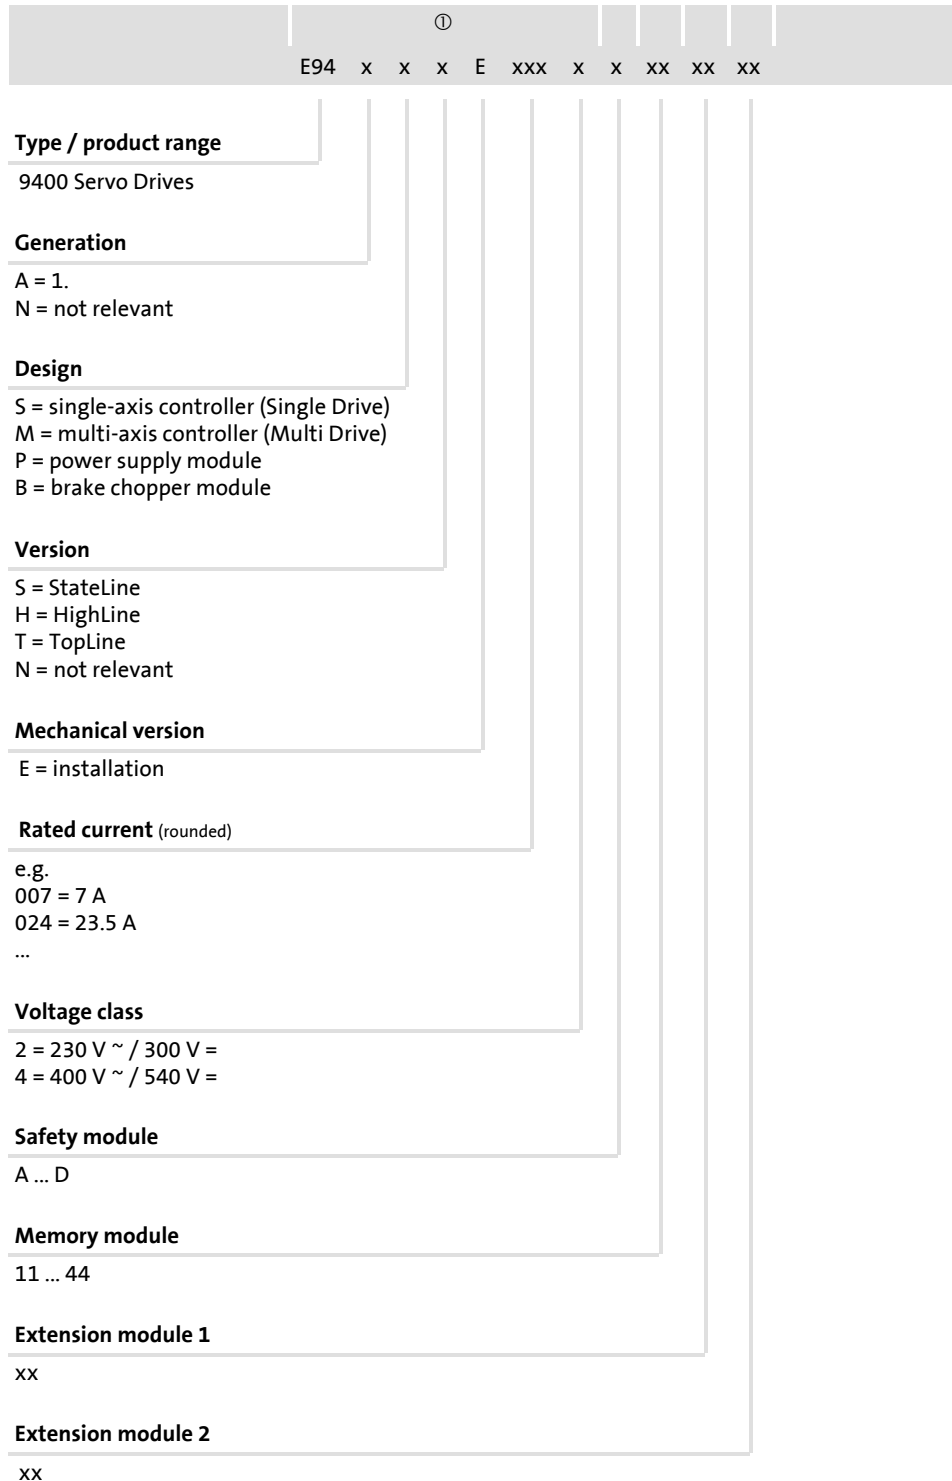 ①
E94 x x x E xxx x x xx xx xx
Type / product range
9400 Servo Drives
Generation
A = 1.
N = not relevant
Design
S = single-axis controller (Single Drive)
M = multi-axis controller (Multi Drive)
P = power supply module
B = brake chopper module
Version
S = StateLine
H = HighLine
T = TopLine
N = not relevant
Mechanical version
E = installation
Rated current (rounded)
e.g.
007 = 7 A
024 = 23.5 A
...
Voltage class
2 = 230 V ~ / 300 V =
4 = 400 V ~ / 540 V =
Safety module
A ... D
Memory module
11 ... 44
Extension module 1
xx
Extension module 2
xx